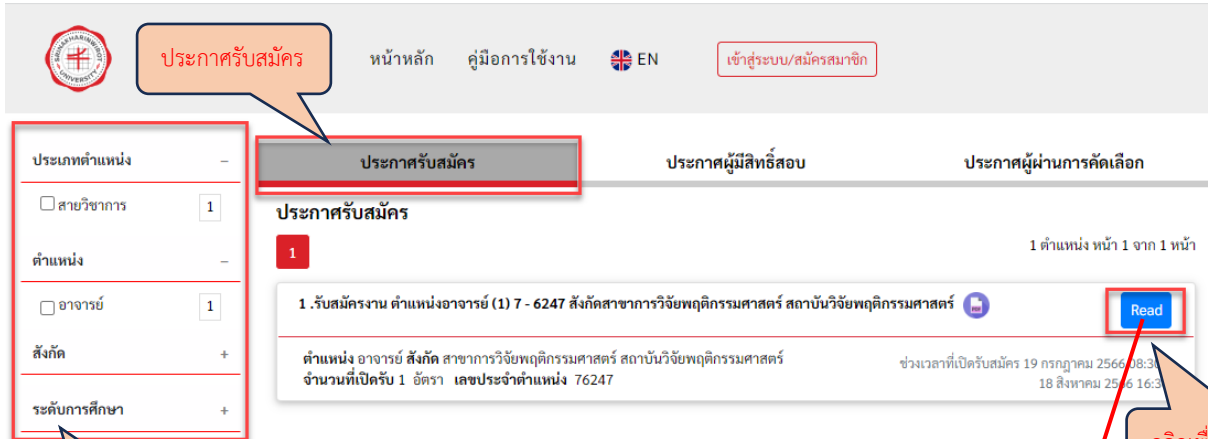 SRINAKHARINWIROT UNIVERSITY
ประกาศรับสมัคร
หน้าหลัก คู่มือการใช้งาน EN เข้าสู่ระบบ/สมัครสมาชิก
ประเภทตำแหน่ง –
สายวิชาการ 1
ตำแหน่ง –
อาจารย์ 1
สังกัด +
ระดับการศึกษา +
ประกาศรับสมัคร ประกาศผู้มีสิทธิ์สอบ ประกาศผู้ผ่านการคัดเลือก
ประกาศรับสมัคร
1 1 ตำแหน่ง หน้า 1 จาก 1 หน้า
1 .รับสมัครงาน ตำแหน่งอาจารย์ (1) 7 - 6247 สังกัดสาขาการวิจัยพฤติกรรมศาสตร์ สถาบันวิจัยพฤติกรรมศาสตร์ Read
ตำแหน่ง อาจารย์ สังกัด สาขาการวิจัยพฤติกรรมศาสตร์ สถาบันวิจัยพฤติกรรมศาสตร์
จำนวนที่เปิดรับ 1 อัตรา เลขประจำตำแหน่ง 76247
ช่วงเวลาที่เปิดรับสมัคร 19 กรกฎาคม 2566 08:30
18 สิงหาคม 2566 16:3